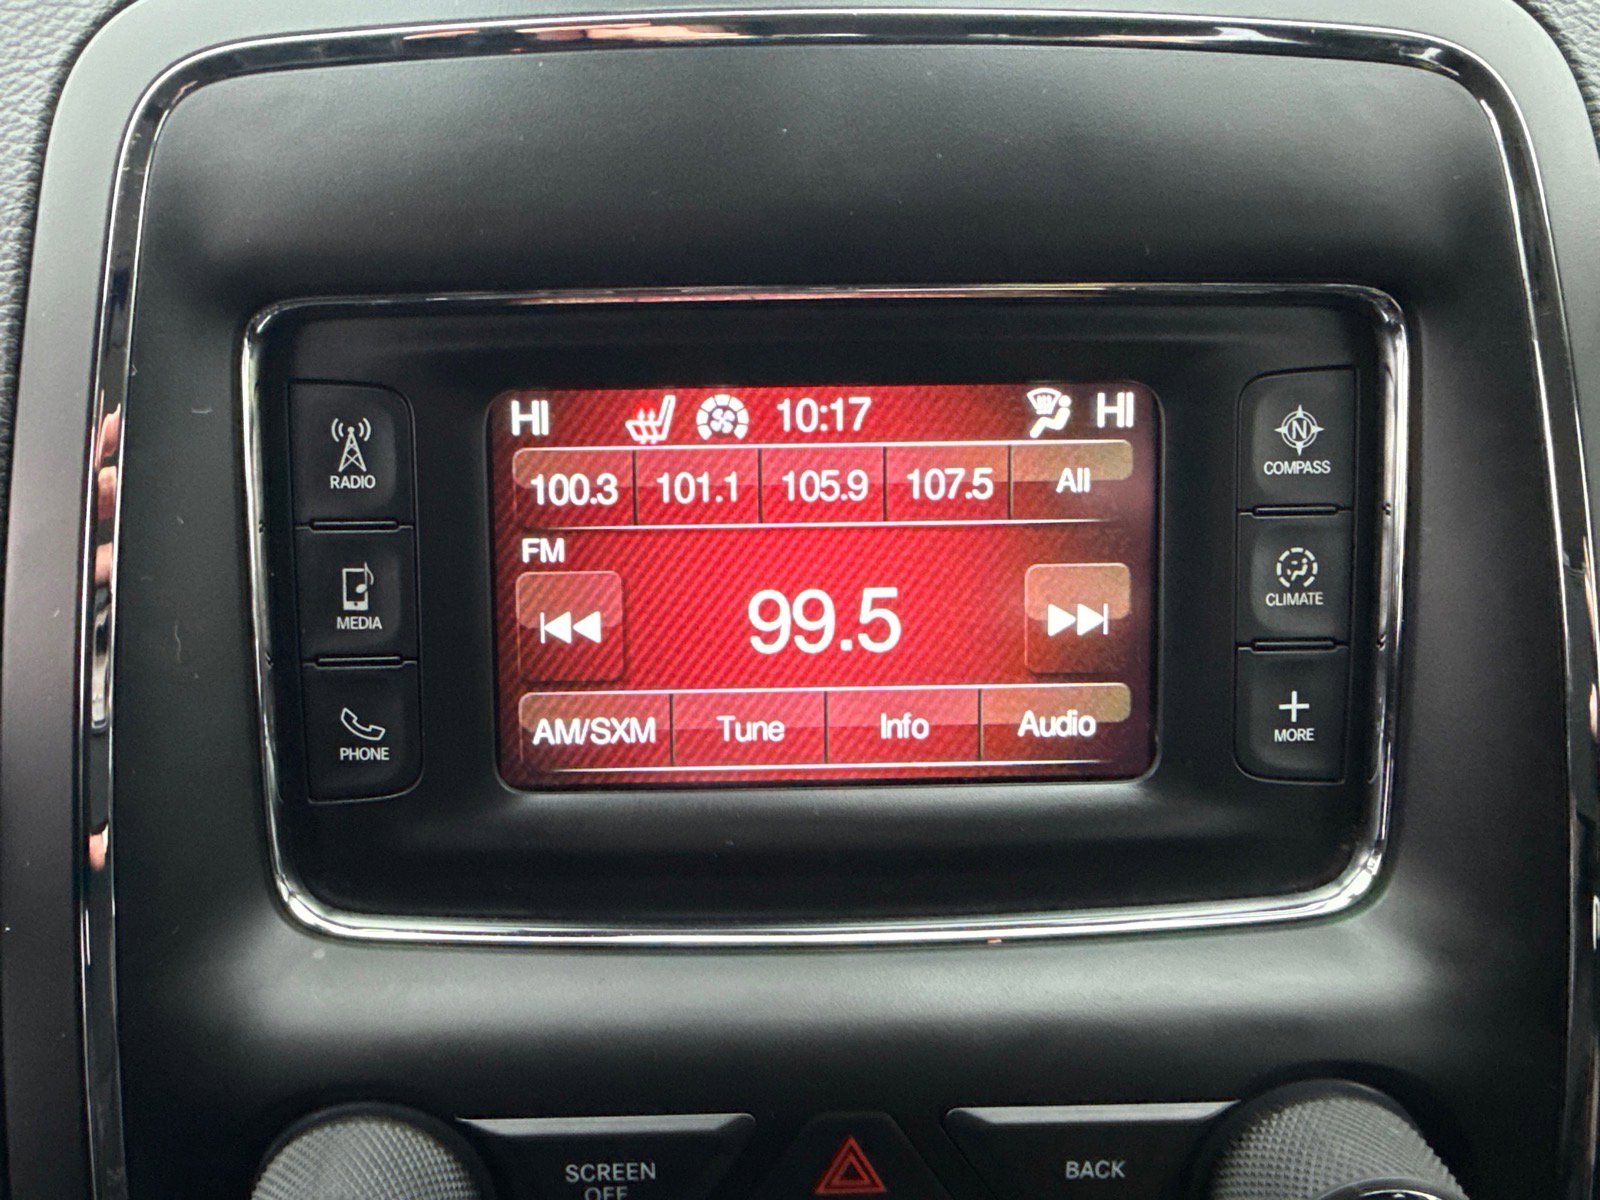 HI 10:17 HI
100.3 101.1 105.9 107.5 All
FM
99.5
AM/SXM Tune Info Audio
RADIO
MEDIA
PHONE
N
COMPASS
CLIMATE
MORE
SCREEN
OFF
BACK